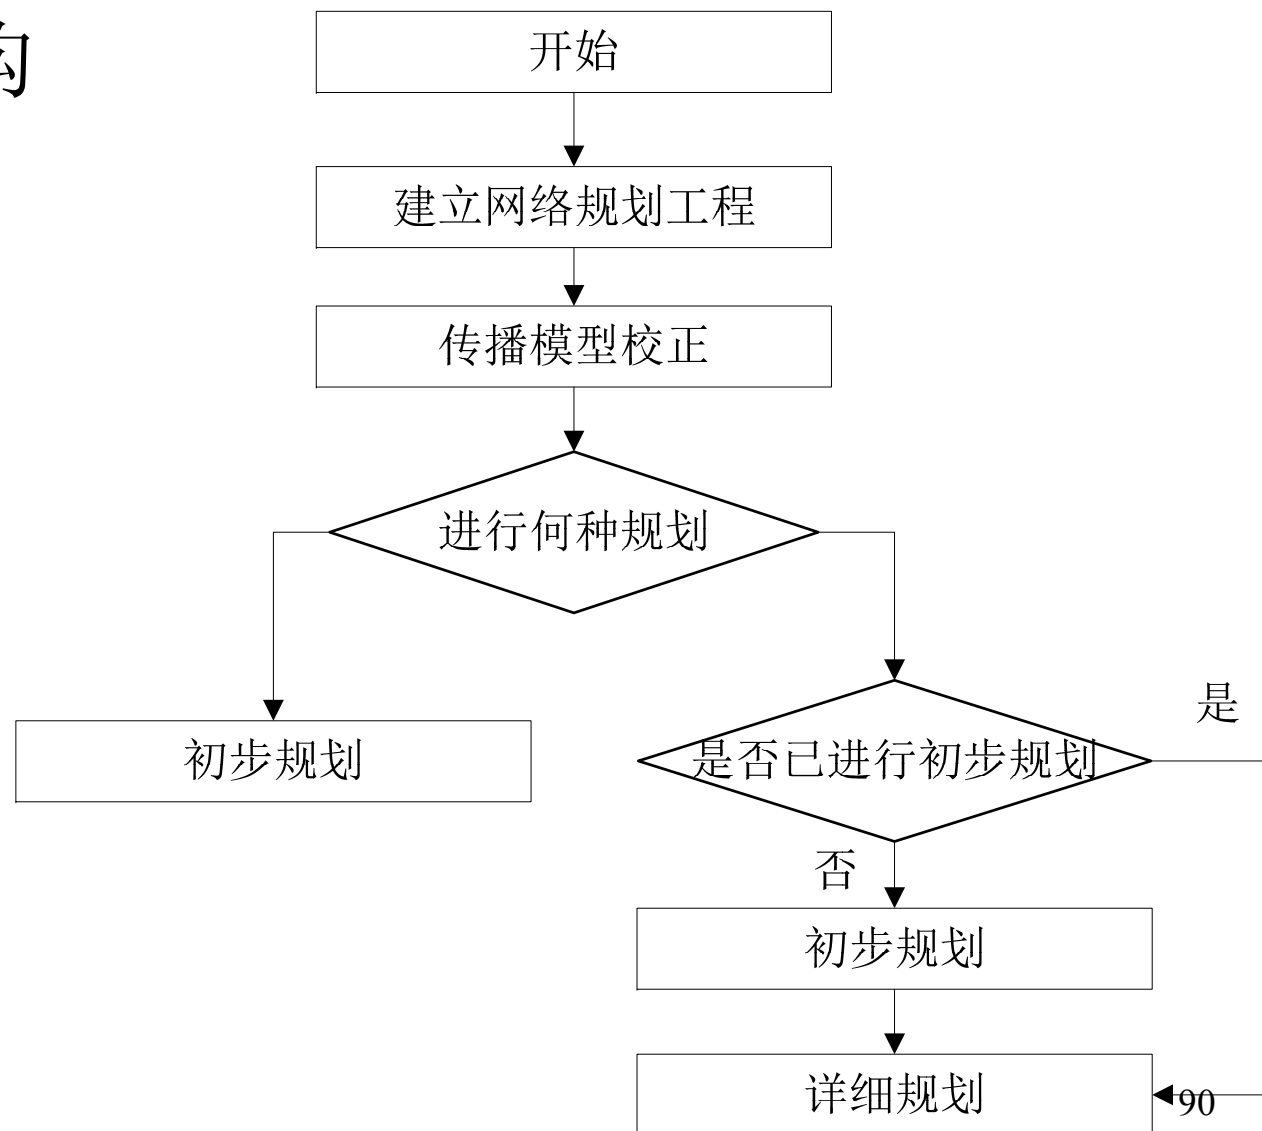 构
开始
建立网络规划工程
传播模型校正
进行何种规划
是
初步规划
是否已进行初步规划
否
初步规划
详细规划
90